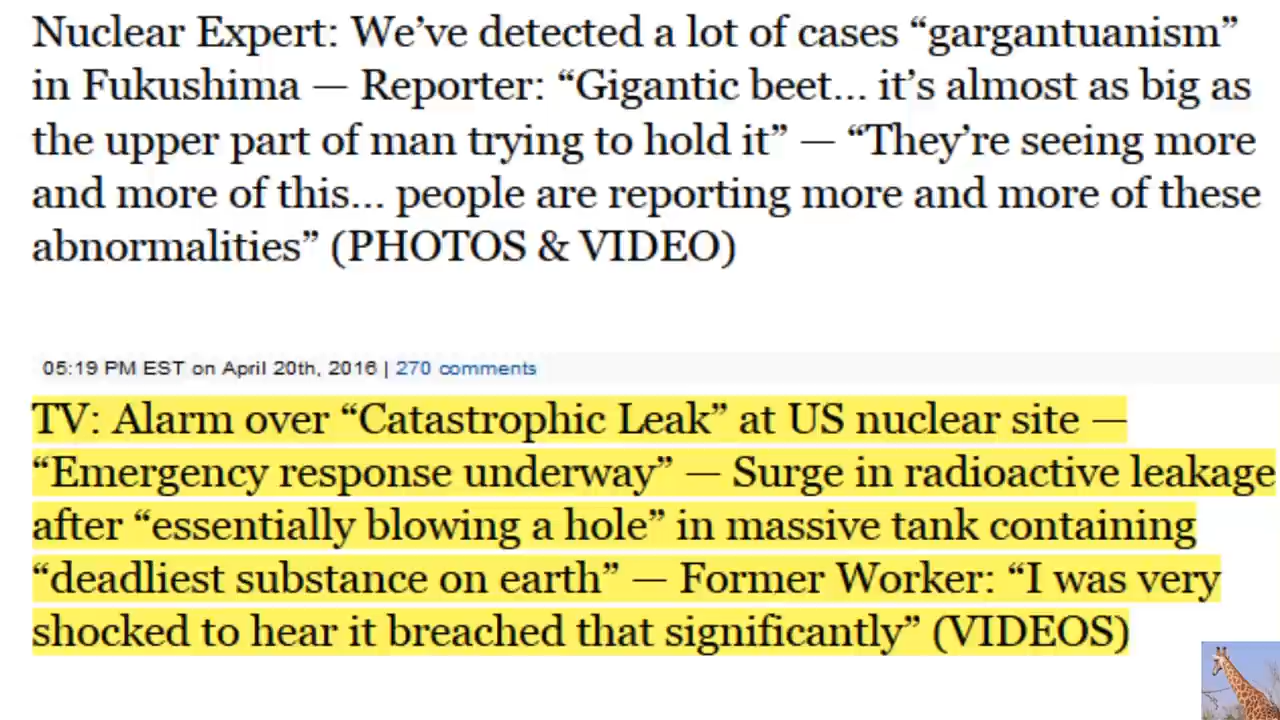 Nuclear Expert: We’ve detected a lot of cases “gargantuanism”
in Fukushima — Reporter: “Gigantic beet... it’s almost as big as
the upper part of man trying to hold it” — “They’re seeing more
and more of this... people are reporting more and more of these
abnormalities” (PHOTOS & VIDEO)
05:19 PM EST on April 20th, 2016 | 270 comments
TV: Alarm over “Catastrophic Leak” at US nuclear site —
“Emergency response underway” — Surge in radioactive leakage
after “essentially blowing a hole” in massive tank containing
“deadliest substance on earth” — Former Worker: “I was very
shocked to hear it breached that significantly” (VIDEOS)